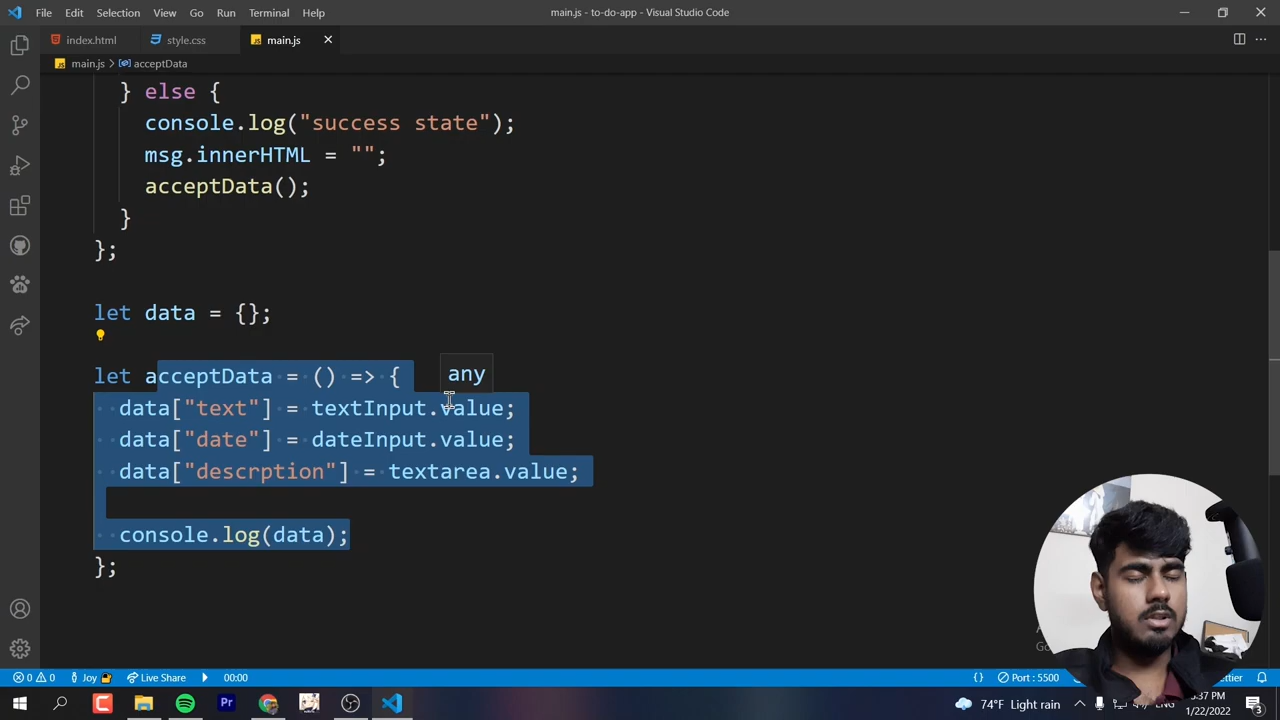 File Edit Selection View Go Run Terminal Help
main.js - to-do-app - Visual Studio Code
index.html style.css main.js
main.js > acceptData
} else {
console.log("success state");
msg.innerHTML = "";
acceptData();
}
};
let data = {};
let acceptData = () => {
any
data["text"] = textInput.value;
data["date"] = dateInput.value;
data["descrption"] = textarea.value;
console.log(data);
};
0 0 Joy Live Share 00:00 {} Port : 5500
74°F Light rain
1/22/2022